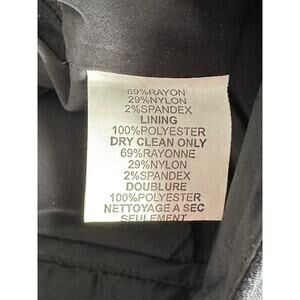 69%RAYON
29%NYLON
2%SPANDEX
LINING
100%POLYESTER
DRY CLEAN ONLY
69%RAYONNE
29%NYLON
2%SPANDEX
DOUBLURE
100%POLYESTER
NETTOYAGE A SEC
SEULEMENT